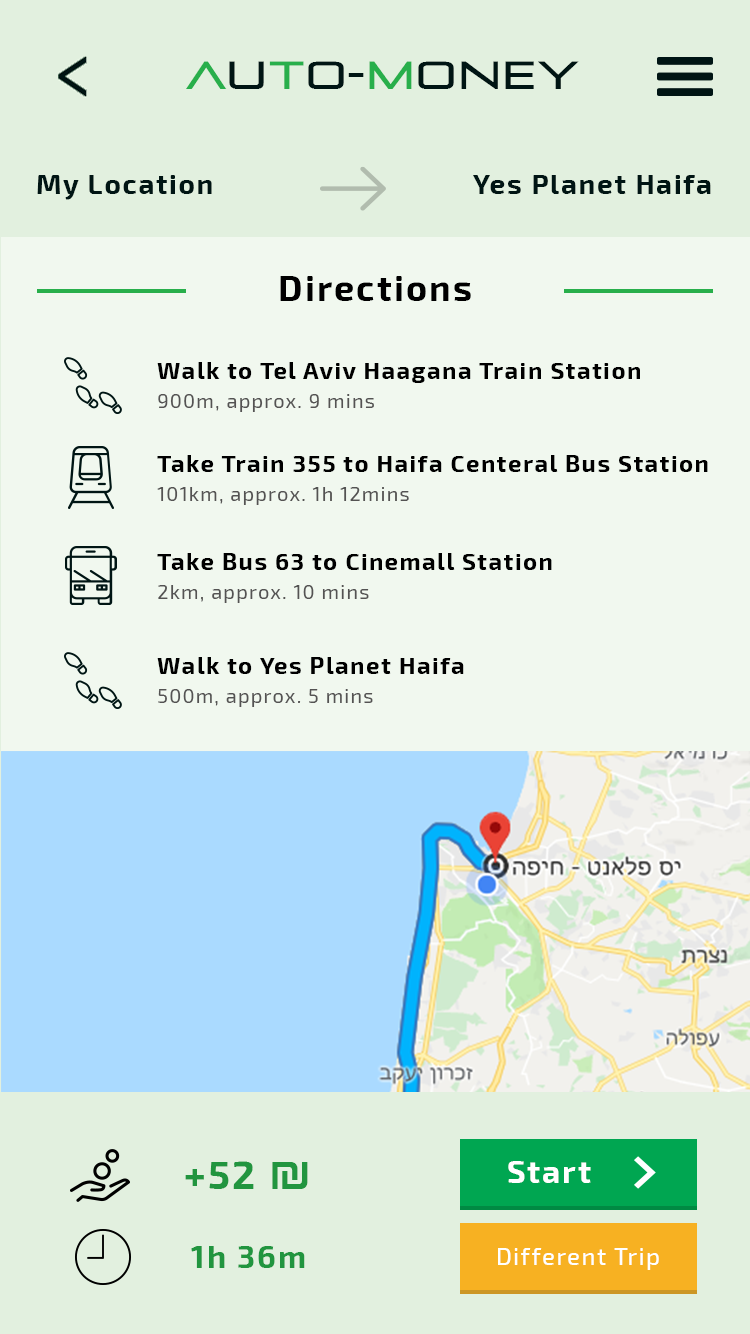 AUTO-MONEY
My Location
Yes Planet Haifa
Directions
Walk to Tel Aviv Haagana Train Station
900m, approx. 9 mins
Take Train 355 to Haifa Centeral Bus Station
101km, approx. 1h 12mins
Take Bus 63 to Cinemall Station
2km, approx. 10 mins
Walk to Yes Planet Haifa
500m, approx. 5 mins
כרמיאל
יס פלאנט - חיפה
נצרת
עפולה
זכרון יעקב
+52 ₪
Start
1h 36m
Different Trip